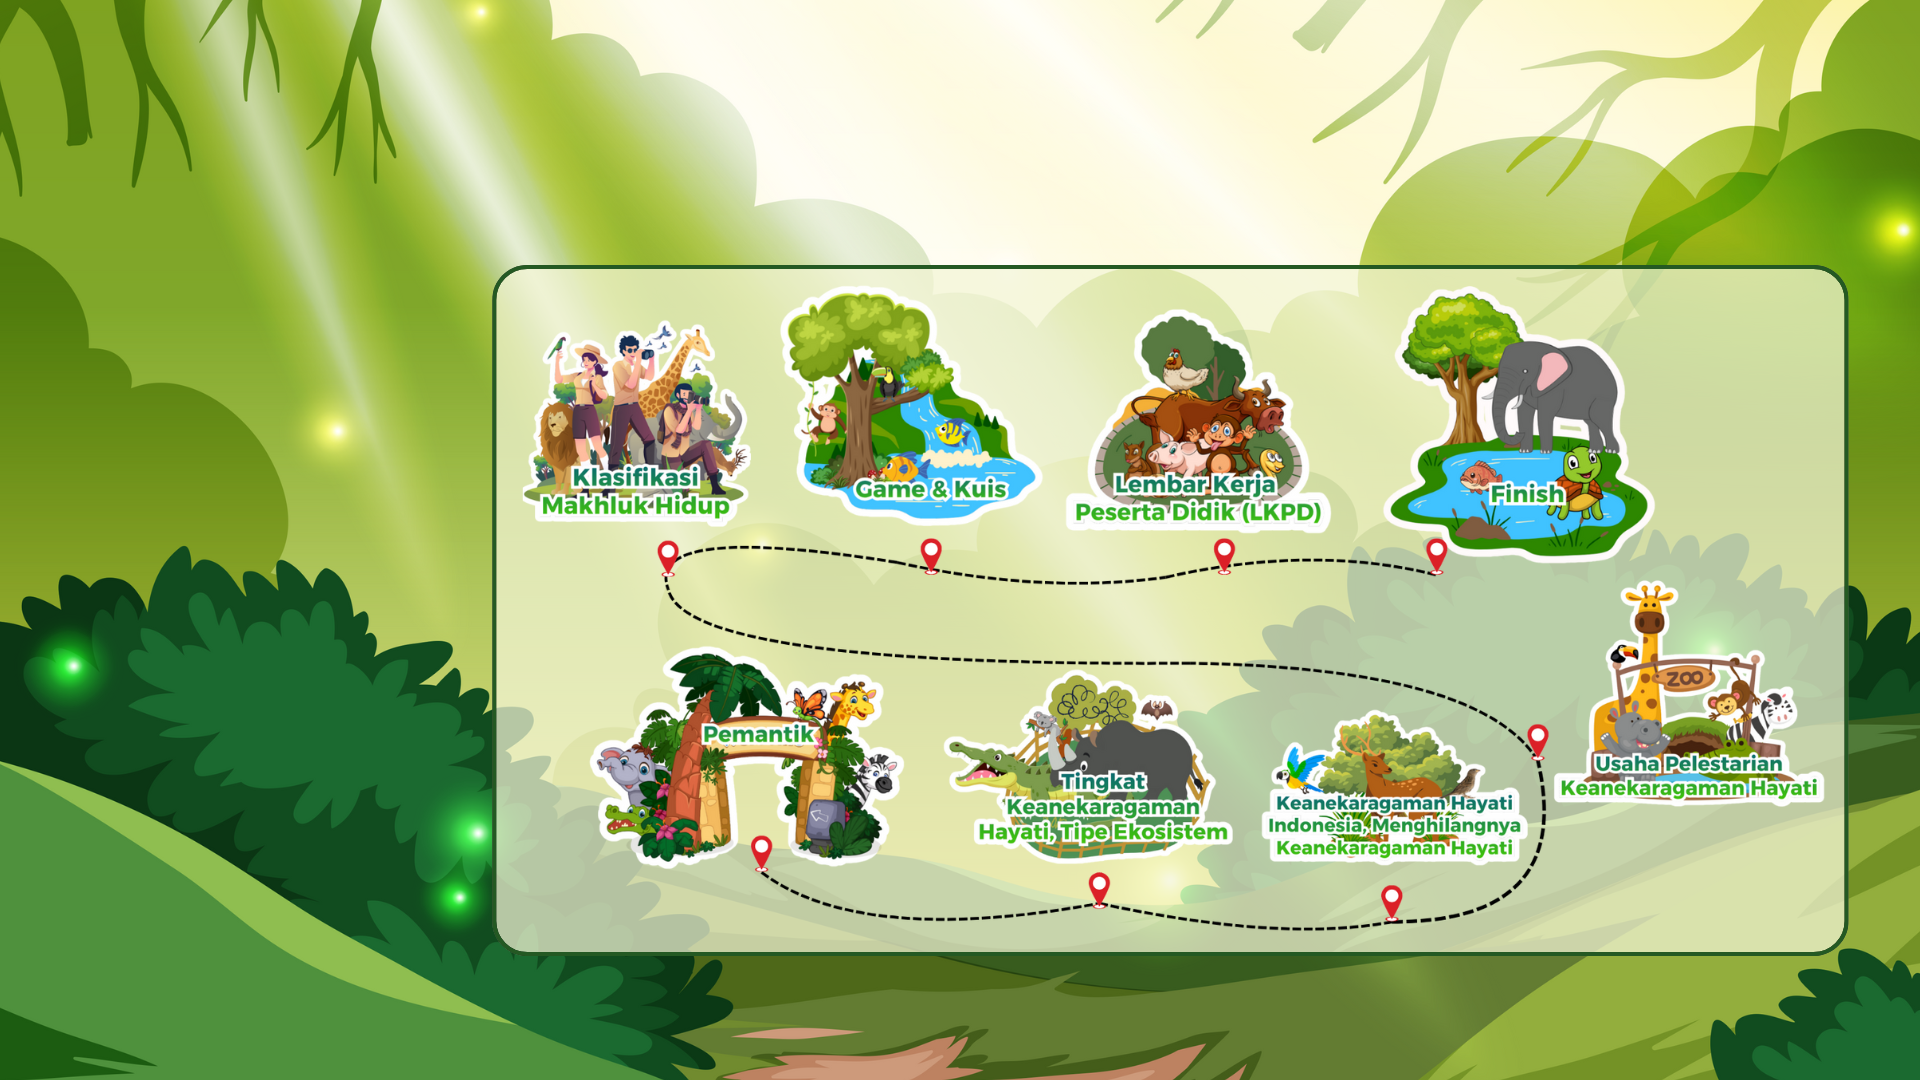 Klasifikasi
Makhluk Hidup
Game & Kuis
Lembar Kerja
Peserta Didik (LKPD)
Finish
Pemantik
Tingkat
Keanekaragaman
Hayati, Tipe Ekosistem
Keanekaragaman Hayati
Indonesia, Menghilangnya
Keanekaragaman Hayati
ZOO
Usaha Pelestarian
Keanekaragaman Hayati